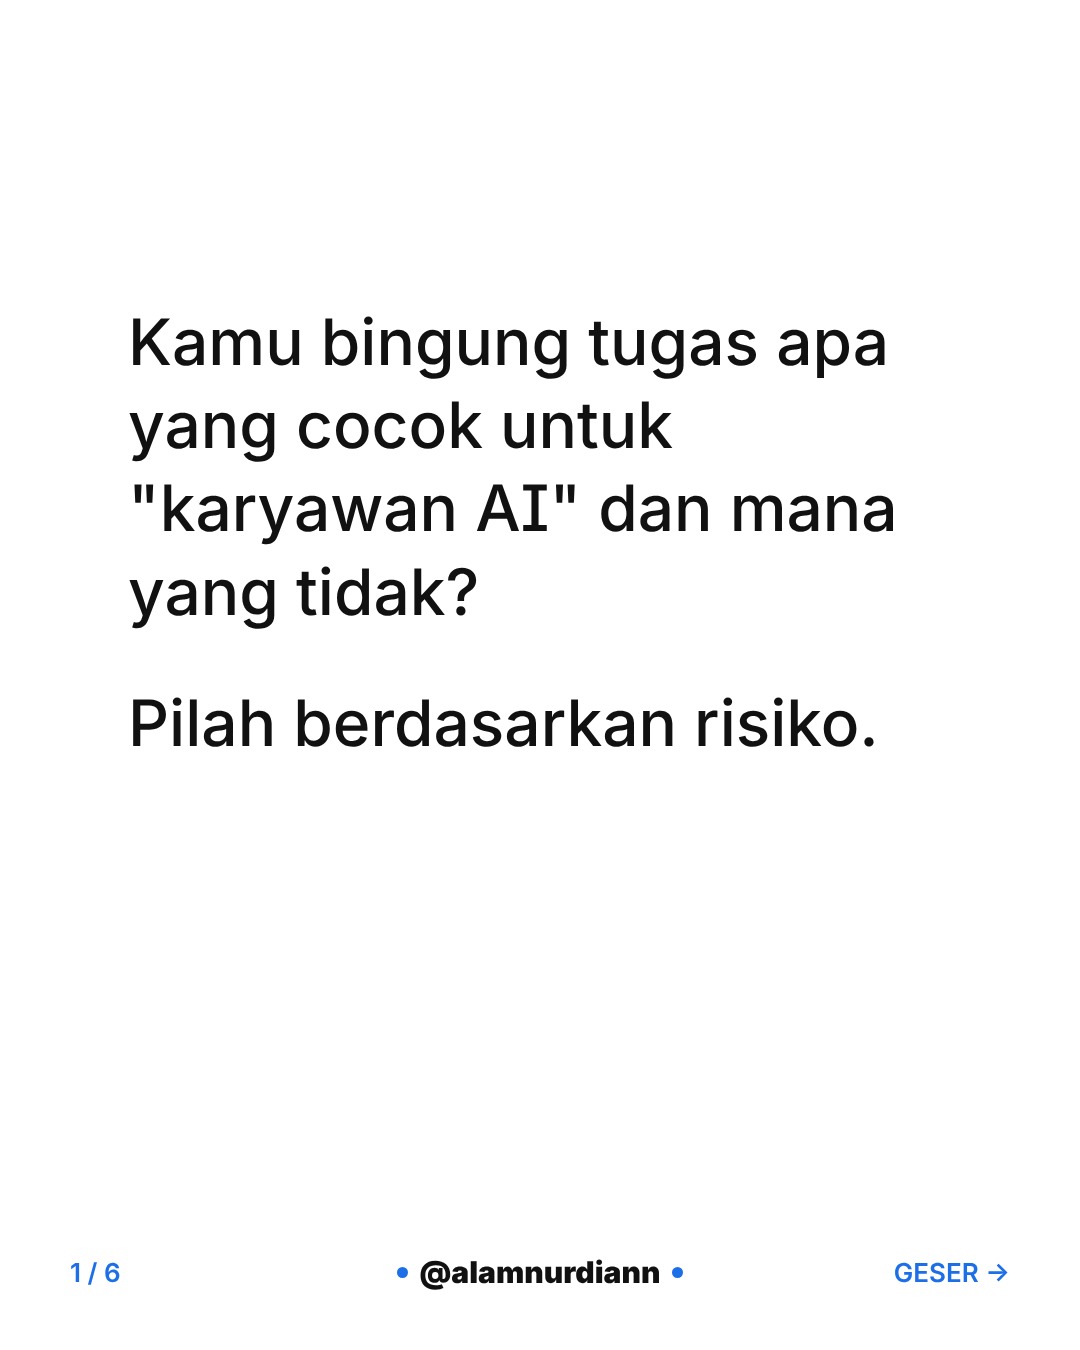 Kamu bingung tugas apa
yang cocok untuk
"karyawan AI" dan mana
yang tidak?
Pilah berdasarkan risiko.
1 / 6
• @alamnurdiann •
GESER →